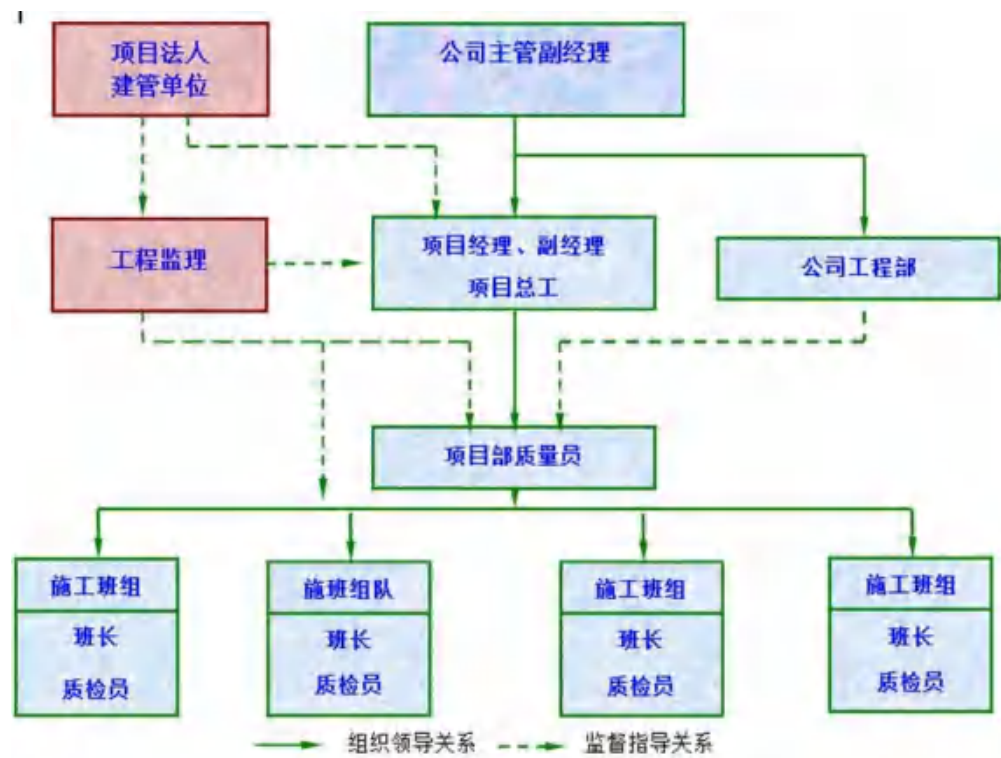 项目法人
建管单位
公司主管副经理
工程监理
项目经理、副经理
项目总工
公司工程部
项目部质量员
施工班组
班长
质检员
施班组队
班长
质检员
施工班组
班长
质检员
施工班组
班长
质检员
组织领导关系
监督指导关系